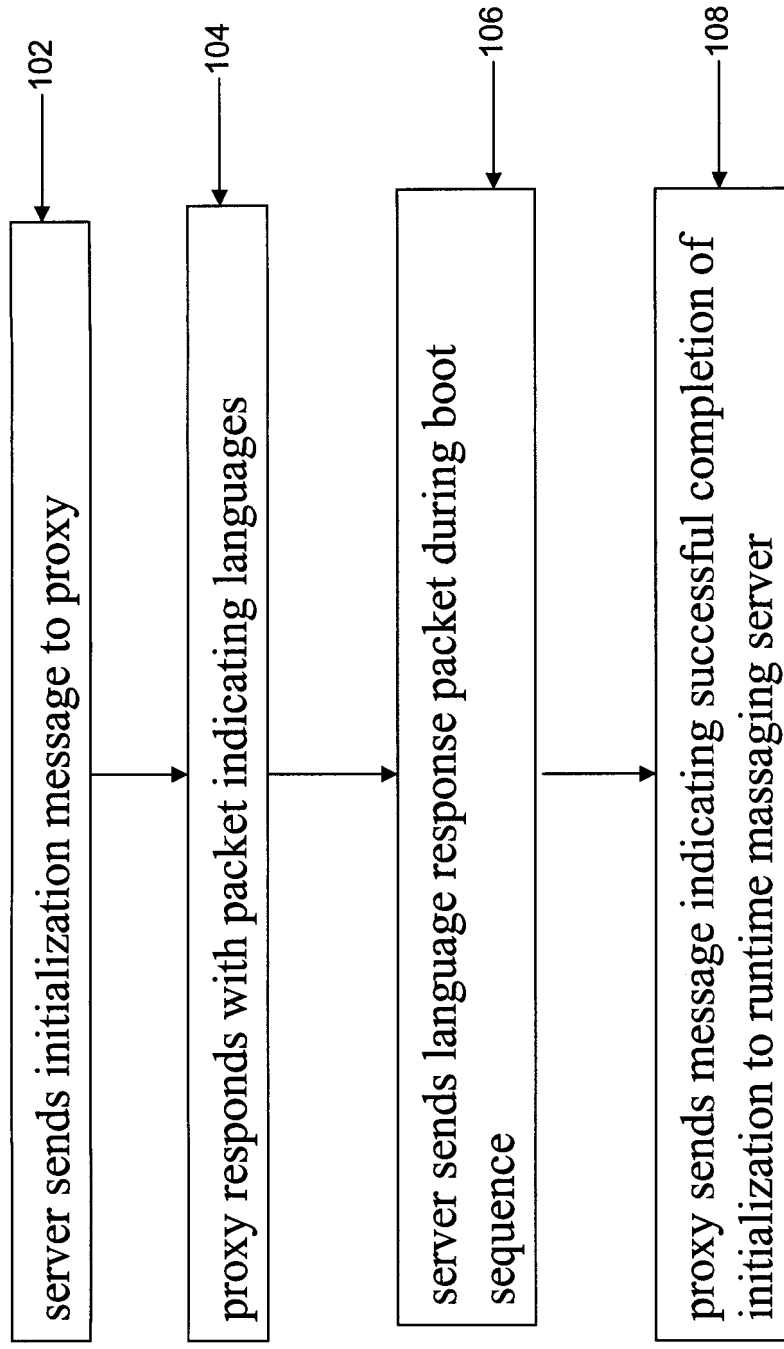 server sends initialization message to proxy
102
proxy responds with packet indicating languages
104
server sends language response packet during boot
sequence
106
proxy sends message indicating successful completion of
initialization to runtime massaging server
108